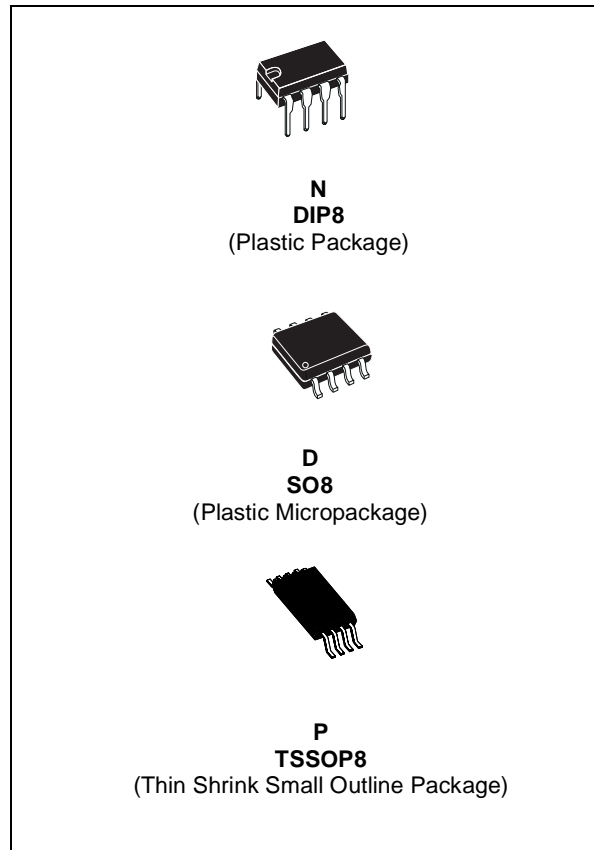 N
DIP8
(Plastic Package)
D
SO8
(Plastic Micropackage)
P
TSSOP8
(Thin Shrink Small Outline Package)